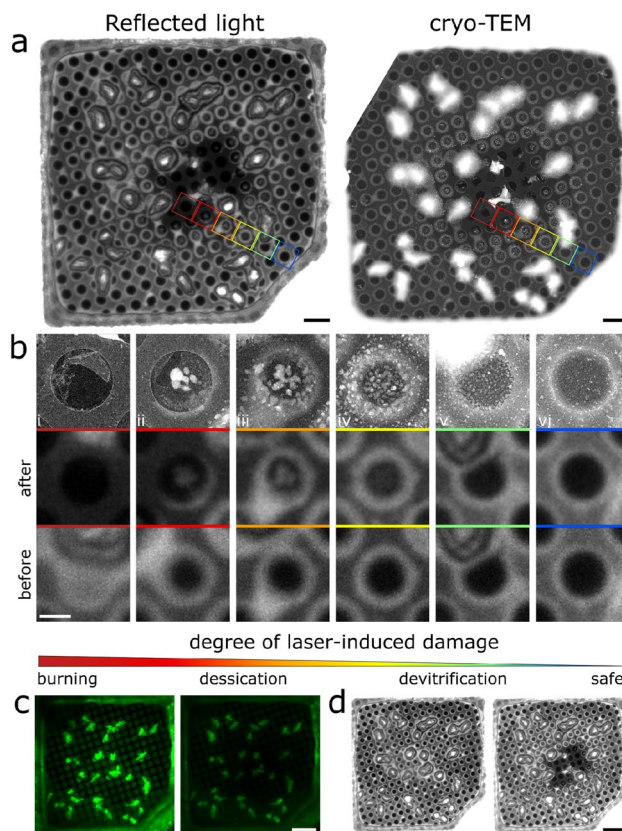 Reflected light
cryo-TEM
a
b
i
ii
iii
iv
v
vi
after
before
degree of laser-induced damage
burning
dessication
devitrification
safe
c
d